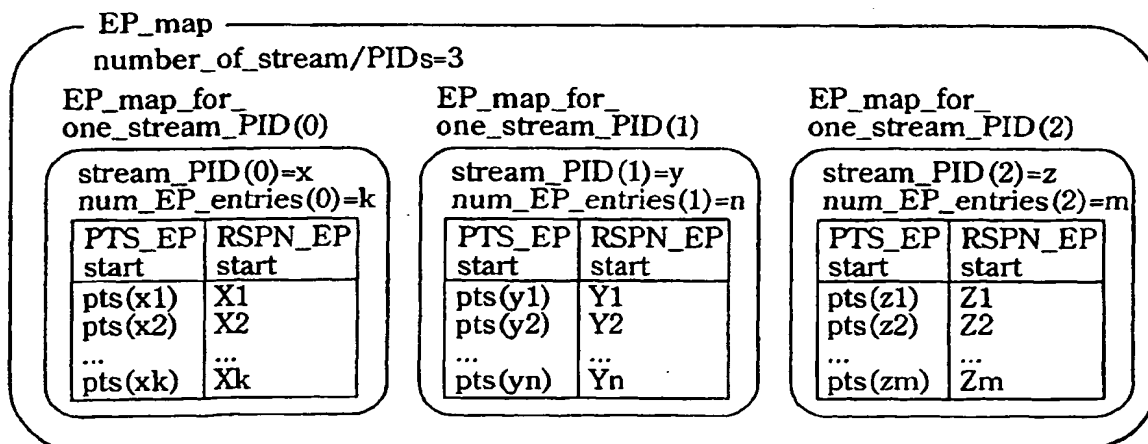 EP_map
number_of_stream/PIDs=3
EP_map_for_
one_stream_PID(0)
stream_PID(0)=x
num_EP_entries(0)=k
PTS_EP RSPN_EP
start start
pts(x1) X1
pts(x2) X2
... ...
pts(xk) Xk
EP_map_for_
one_stream_PID(1)
stream_PID(1)=y
num_EP_entries(1)=n
PTS_EP RSPN_EP
start start
pts(y1) Y1
pts(y2) Y2
... ...
pts(yn) Yn
EP_map_for_
one_stream_PID(2)
stream_PID(2)=z
num_EP_entries(2)=m
PTS_EP RSPN_EP
start start
pts(z1) Z1
pts(z2) Z2
... ...
pts(zm) Zm